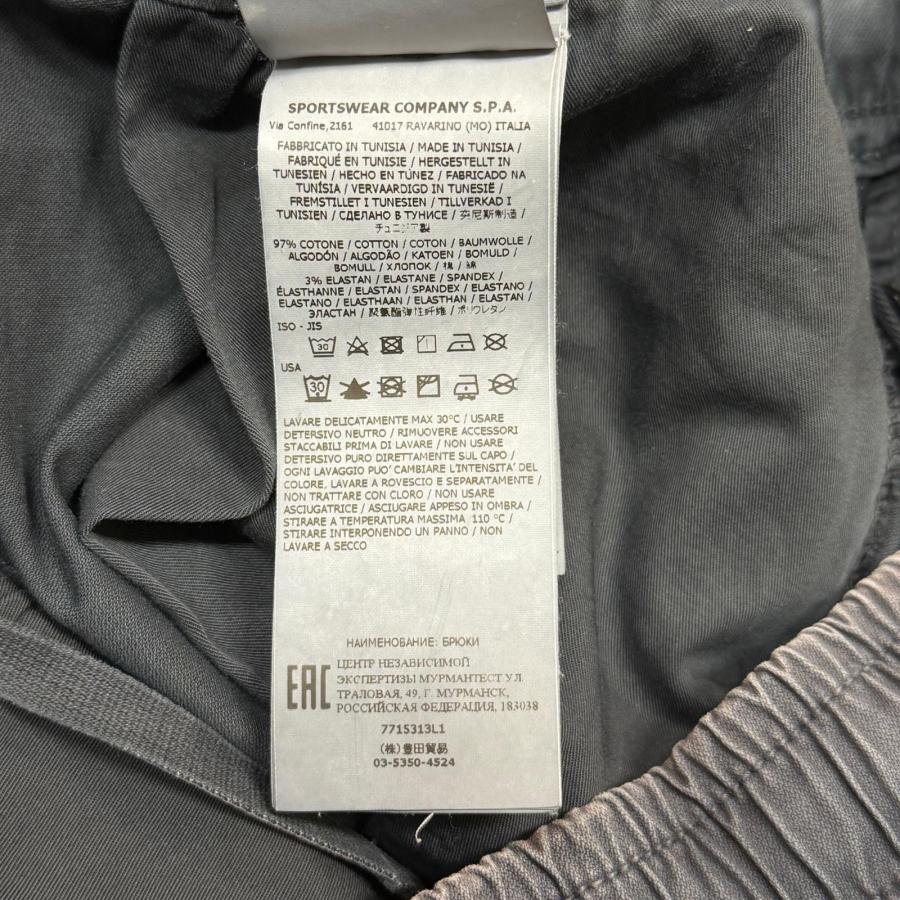 SPORTSWEAR COMPANY S.P.A.
Via Confine,2161 41017 RAVARINO (MO) ITALIA
FABBRICATO IN TUNISIA / MADE IN TUNISIA /
FABRIQUÉ EN TUNISIE / HERGESTELLT IN
TUNESIEN / HECHO EN TÚNEZ / FABRICADO NA
TUNÍSIA / VERVAARDIGD IN TUNESIË /
FREMSTILLET I TUNESIEN / TILLVERKAD I
TUNISIEN / СДЕЛАНО В ТУНИСЕ / 突尼斯制造 /
チュニジア製
97% COTONE / COTTON / COTON / BAUMWOLLE /
ALGODÓN / ALGODÃO / KATOEN / BOMULD /
BOMULL / ХЛОПОК / 棉 / 綿
3% ELASTAN / ELASTANE / SPANDEX /
ÉLASTHANNE / ELASTAN / SPANDEX / ELASTANO /
ELASTANO / ELASTHAAN / ELASTHAN / ELASTAN /
ЭЛАСТАН / 聚氨酯弹性纤维 / ポリウレタン
ISO - JIS
30
USA
30
LAVARE DELICATAMENTE MAX 30°C / USARE
DETERSIVO NEUTRO / RIMUOVERE ACCESSORI
STACCABILI PRIMA DI LAVARE / NON USARE
DETERSIVO PURO DIRETTAMENTE SUL CAPO /
OGNI LAVAGGIO PUO' CAMBIARE L'INTENSITA' DEL
COLORE, LAVARE A ROVESCIO E SEPARATAMENTE /
NON TRATTARE CON CLORO / NON USARE
ASCIUGATRICE / ASCIUGARE APPESO IN OMBRA /
STIRARE A TEMPERATURA MASSIMA 110 °C /
STIRARE INTERPONENDO UN PANNO / NON
LAVARE A SECCO
НАИМЕНОВАНИЕ: БРЮКИ
EAC
ЦЕНТР НЕЗАВИСИМОЙ
ЭКСПЕРТИЗЫ МУРМАНТЕСТ УЛ.
ТРАЛОВАЯ, 49, Г. МУРМАНСК,
РОССИЙСКАЯ ФЕДЕРАЦИЯ, 183038
7715313L1
(株)豊田貿易
03-5350-4524